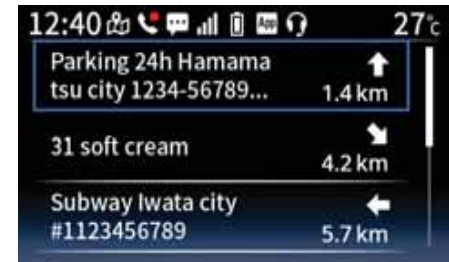 12:40 App 27°c
Parking 24h Hamama
tsu city 1234-56789...
1.4 km
31 soft cream
4.2 km
Subway Iwata city
#1123456789
5.7 km